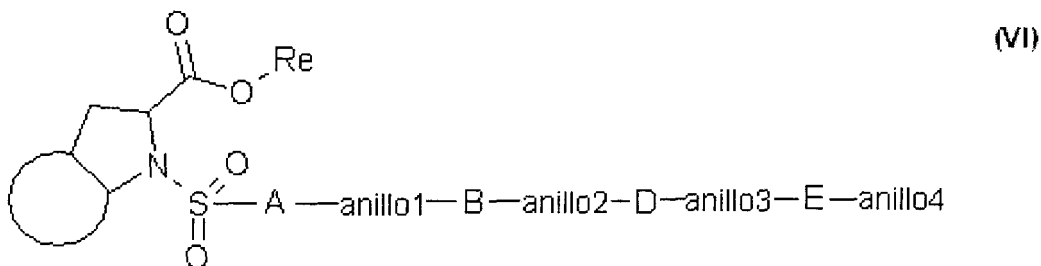 O
(VI)
Re
O
N
O
S—A—anillo1—B—anillo2—D—anillo3—E—anillo4
O